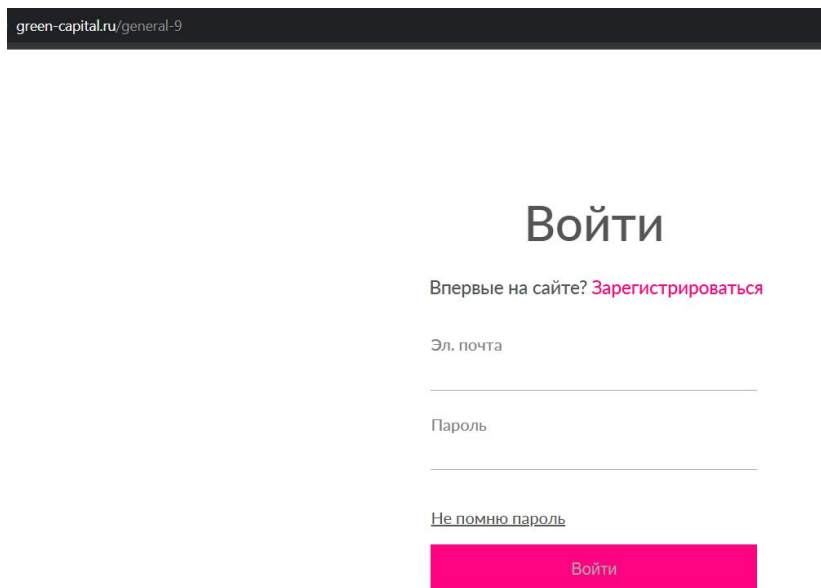 green-capital.ru/general-9
Войти
Впервые на сайте? Зарегистрироваться
Эл. почта
Пароль
Не помню пароль
Войти